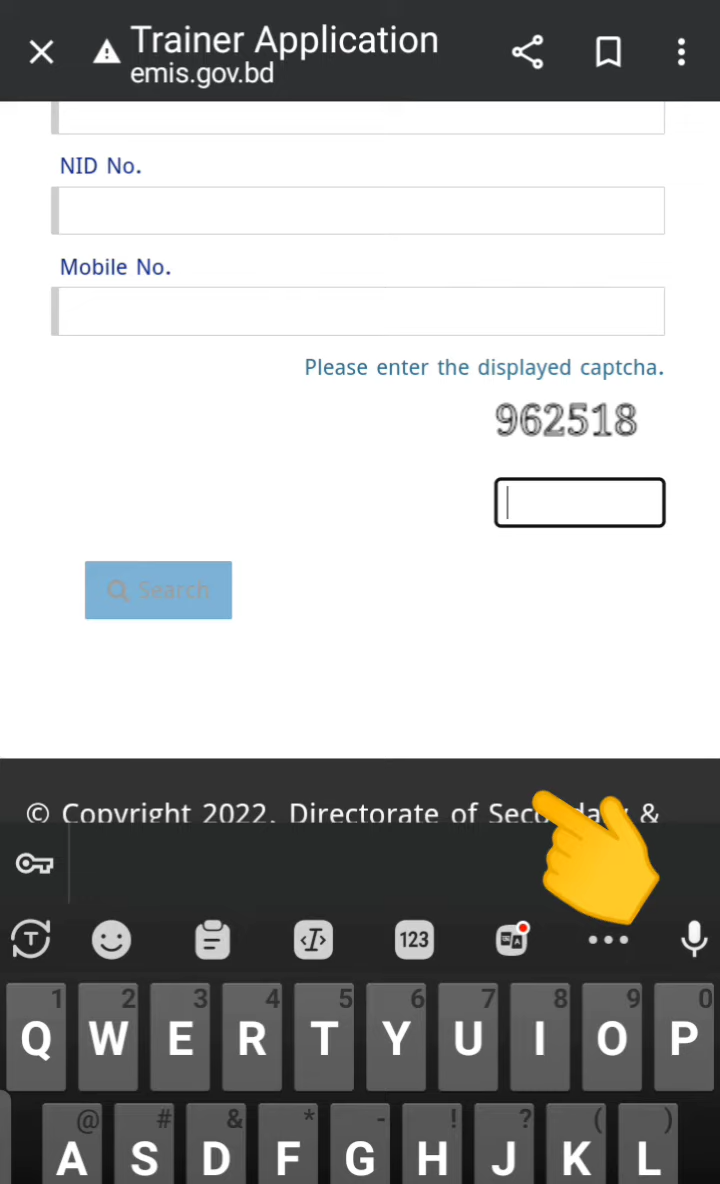 Trainer Application
emis.gov.bd
NID No.
Mobile No.
Please enter the displayed captcha.
962518
Search
© Copyright 2022. Directorate of &
T
123
A
1 2 3 4 5 6 7 8 9 0
Q W E R T Y U I O P
@ # & * - ! ? ( )
A S D F G H J K L